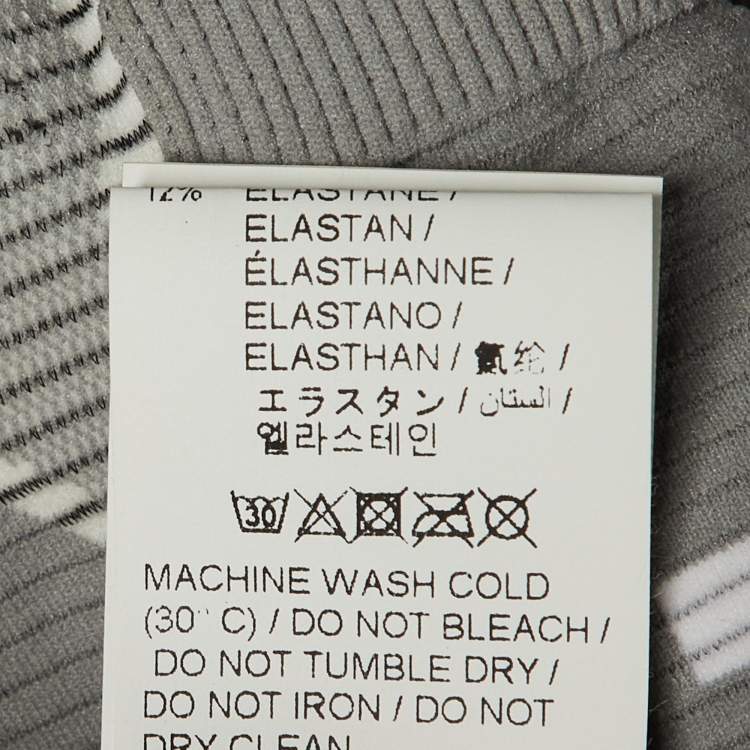 12% ELASTANE /
ELASTAN /
ÉLASTHANNE /
ELASTANO /
ELASTHAN / 氨纶 /
エラスタン / الستان /
엘라스테인
30
MACHINE WASH COLD
(30¨ C) / DO NOT BLEACH /
DO NOT TUMBLE DRY /
DO NOT IRON / DO NOT
DRY CLEAN